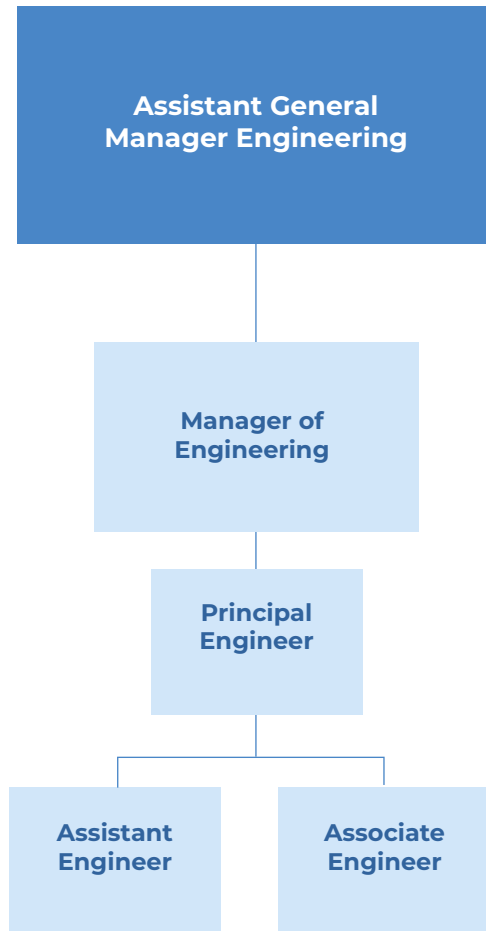 Assistant General
Manager Engineering
Manager of
Engineering
Principal
Engineer
Assistant
Engineer
Associate
Engineer